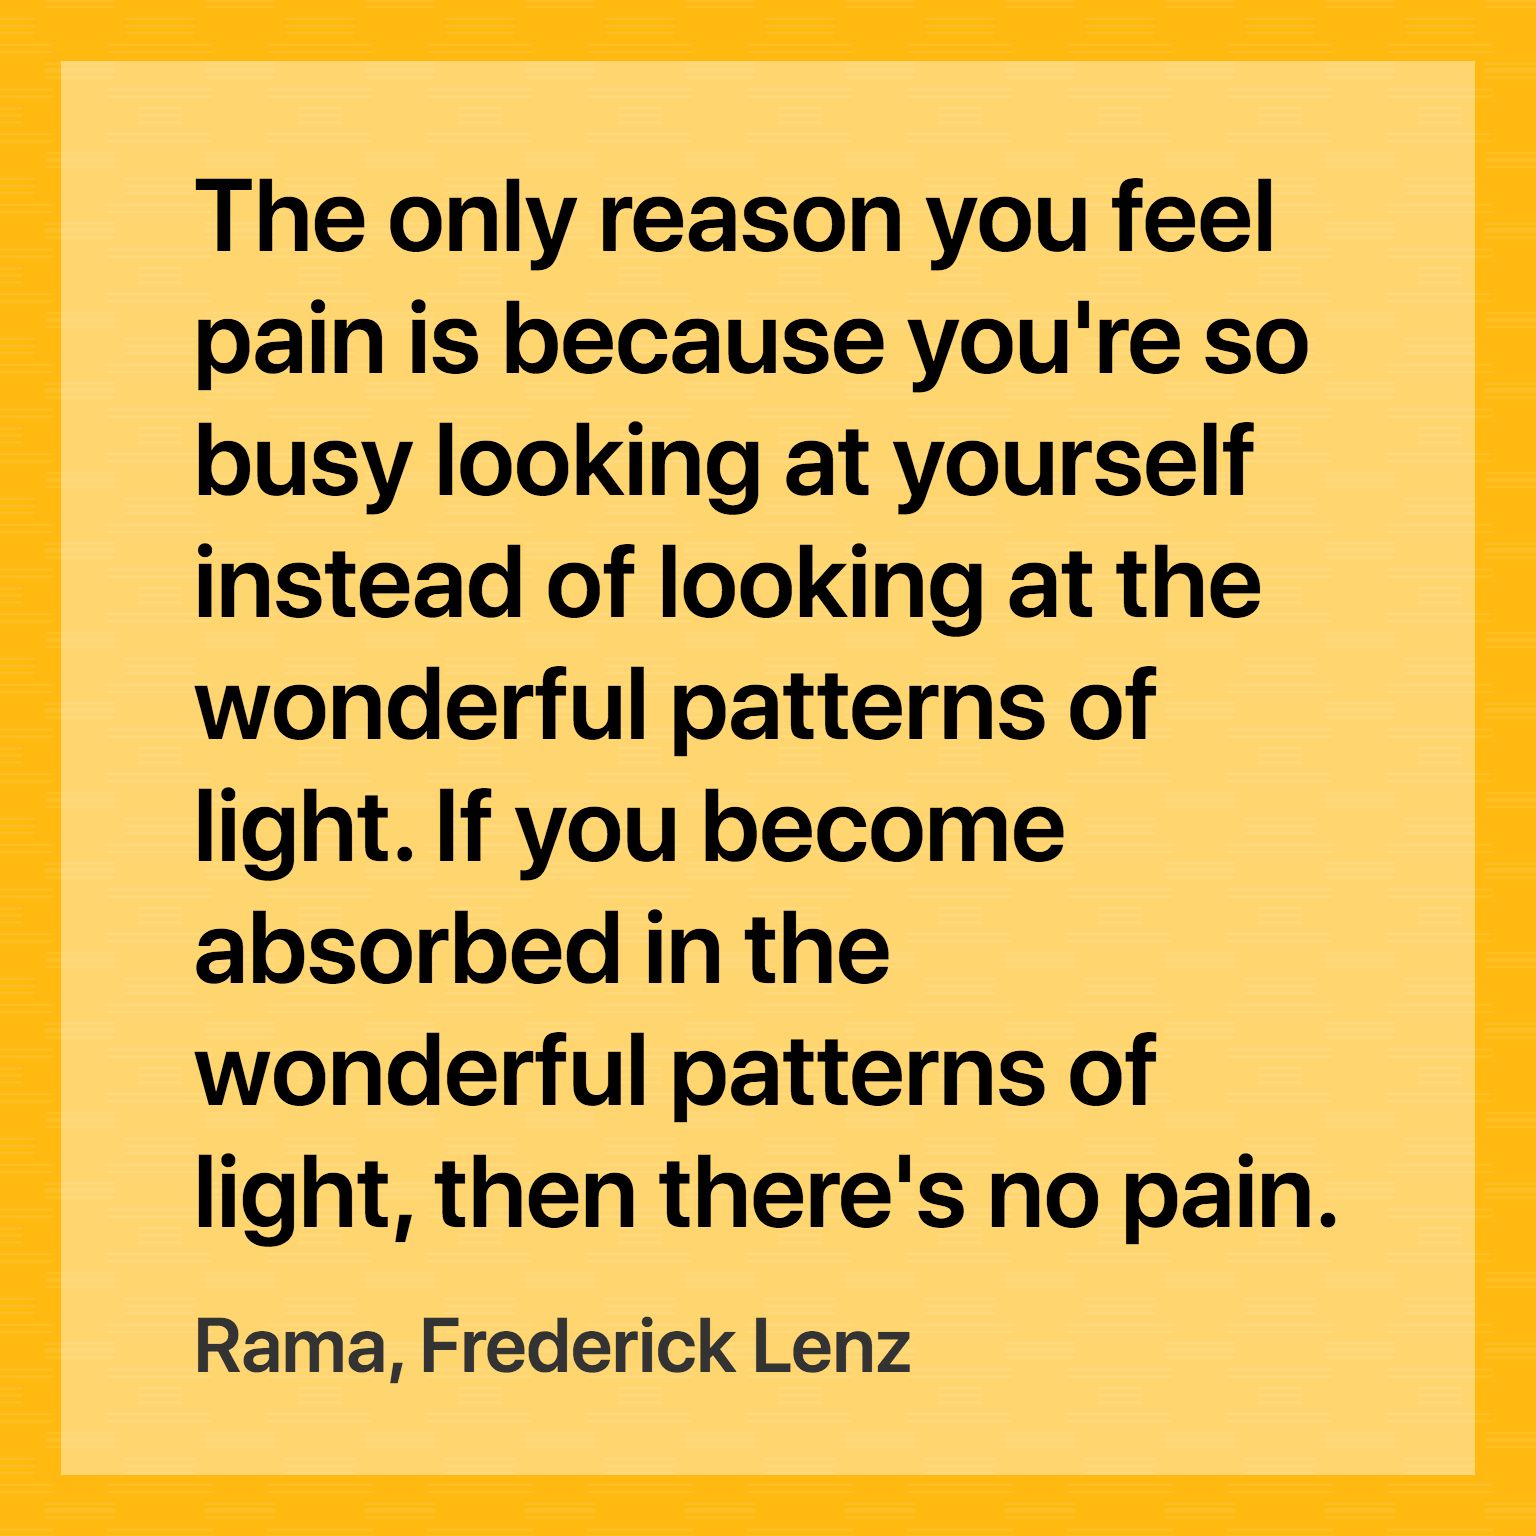 The only reason you feel
pain is because you're so
busy looking at yourself
instead of looking at the
wonderful patterns of
light. If you become
absorbed in the
wonderful patterns of
light, then there's no pain.
Rama, Frederick Lenz